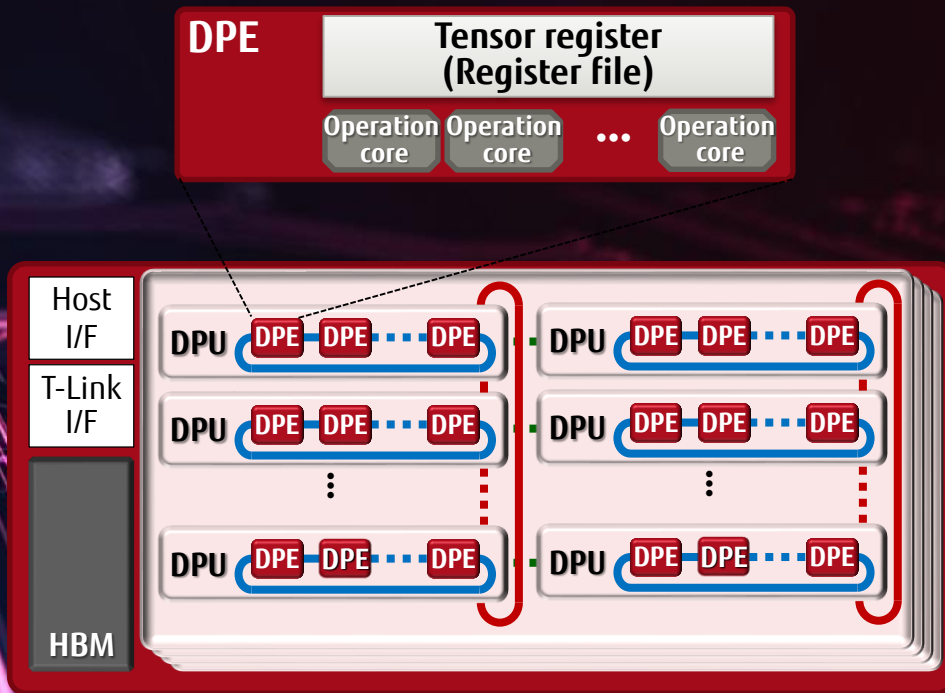 DPE
Tensor register
(Register file)
Operation
core
Operation
core
...
Operation
core
Host
I/F
T-Link
I/F
HBM
DPU DPE DPE DPE
DPU DPE DPE DPE
DPU DPE DPE DPE
DPU DPE DPE DPE
DPU DPE DPE DPE
DPU DPE DPE DPE